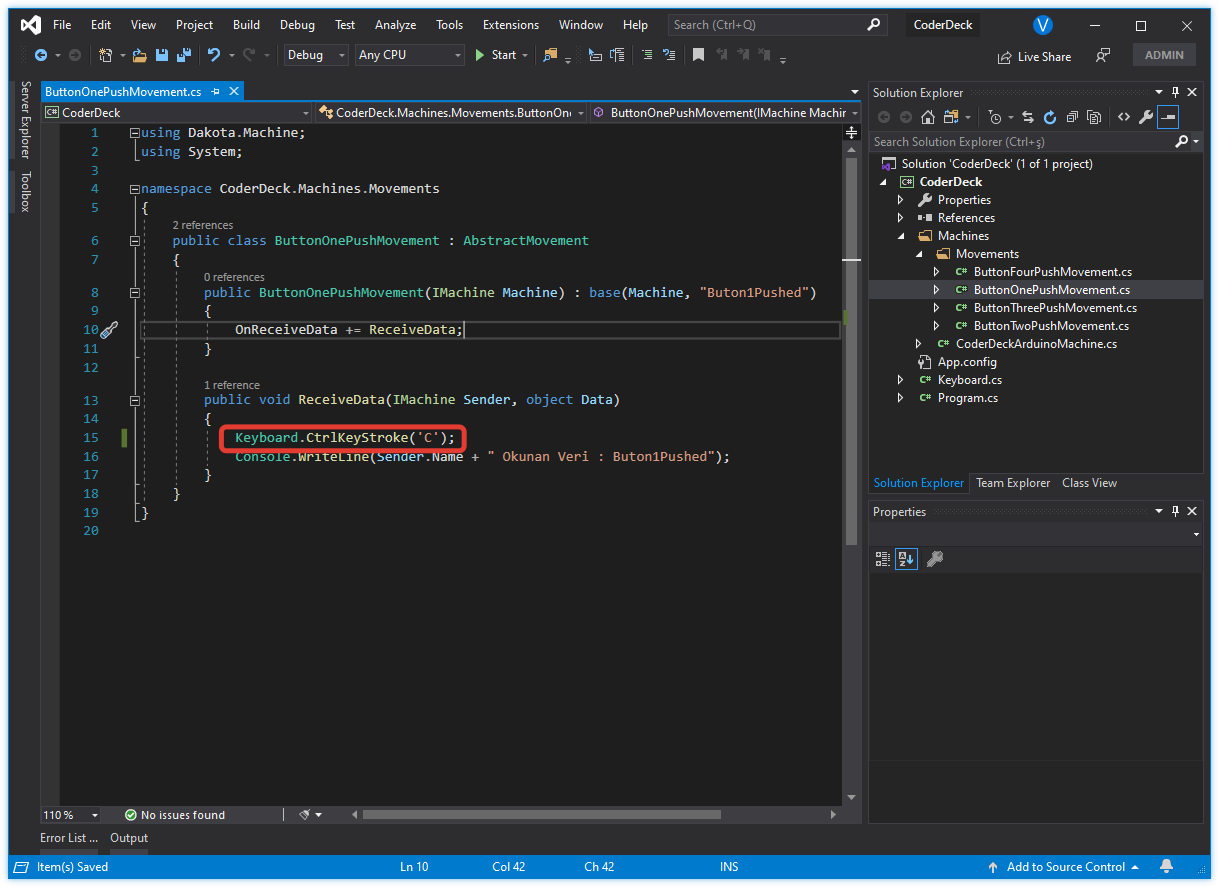 File Edit View Project Build Debug Test Analyze Tools Extensions Window Help Search (Ctrl+Q) CoderDeck V
Debug Any CPU Start Live Share ADMIN
Server Explorer
Toolbox
ButtonOnePushMovement.cs
CoderDeck CoderDeck.Machines.Movements.ButtonOn ButtonOnePushMovement(IMachine Machin
1 using Dakota.Machine;
2 using System;
3
4 namespace CoderDeck.Machines.Movements
5 {
2 references
6 public class ButtonOnePushMovement : AbstractMovement
7 {
0 references
8 public ButtonOnePushMovement(IMachine Machine) : base(Machine, "Buton1Pushed")
9 {
10 OnReceiveData += ReceiveData;
11 }
12
1 reference
13 public void ReceiveData(IMachine Sender, object Data)
14 {
15 Keyboard.CtrlKeyStroke('C');
16 Console.WriteLine(Sender.Name + " Okunan Veri : Buton1Pushed");
17 }
18 }
19 }
20
110 % No issues found
Error List ... Output
Solution Explorer
Search Solution Explorer (Ctrl+ş)
Solution 'CoderDeck' (1 of 1 project)
C# CoderDeck
Properties
References
Machines
Movements
C# ButtonFourPushMovement.cs
C# ButtonOnePushMovement.cs
C# ButtonThreePushMovement.cs
C# ButtonTwoPushMovement.cs
C# CoderDeckArduinoMachine.cs
App.config
C# Keyboard.cs
C# Program.cs
Solution Explorer Team Explorer Class View
Properties
Item(s) Saved Ln 10 Col 42 Ch 42 INS Add to Source Control